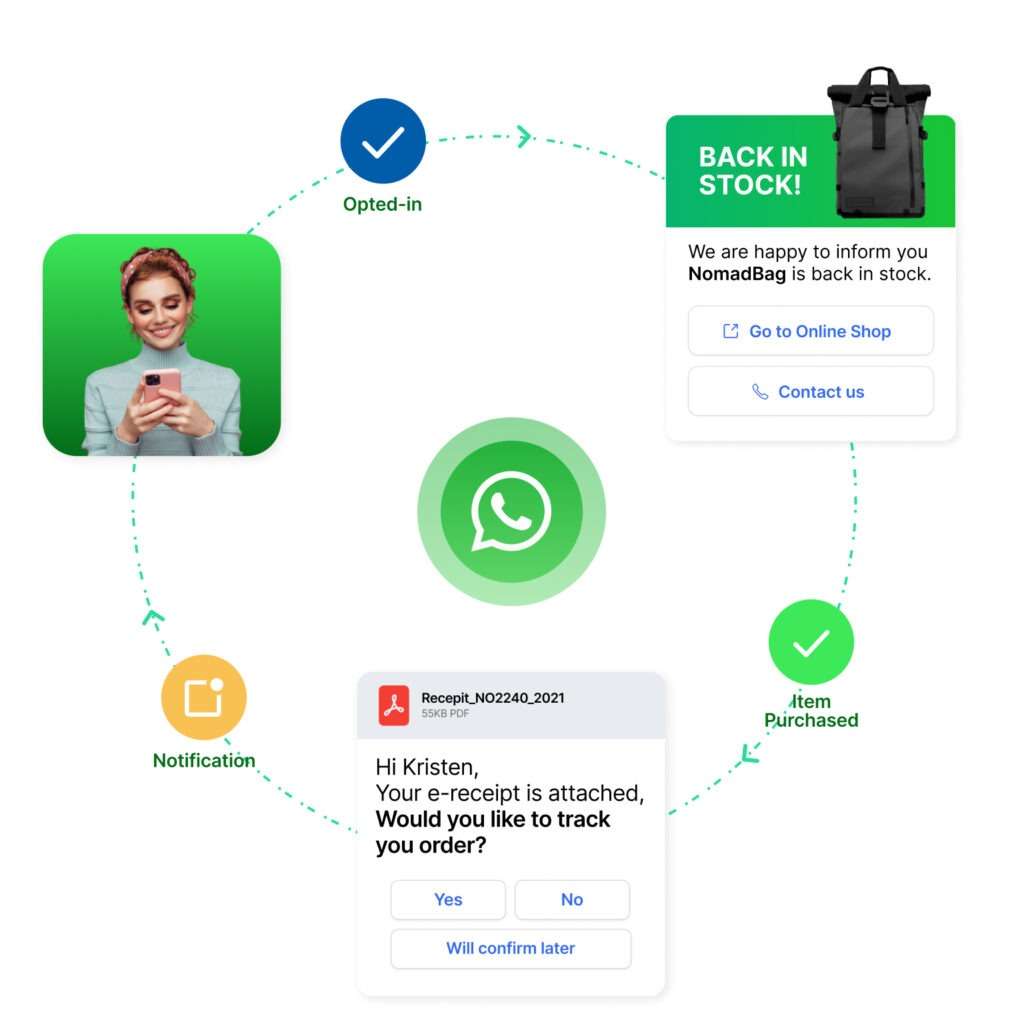 Opted-in
BACK IN
STOCK!
We are happy to inform you
NomadBag is back in stock.
Go to Online Shop
Contact us
Item
Purchased
Recepit_NO2240_2021
55KB PDF
Hi Kristen,
Your e-receipt is attached,
Would you like to track
you order?
Yes
No
Will confirm later
Notification